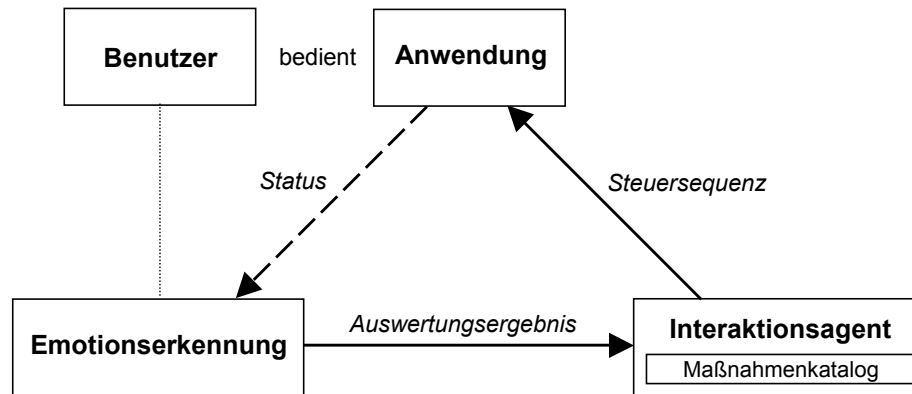 Benutzer
bedient
Anwendung
Status
Steuersequenz
Emotionserkennung
Auswertungsergebnis
Interaktionsagent
Maßnahmenkatalog